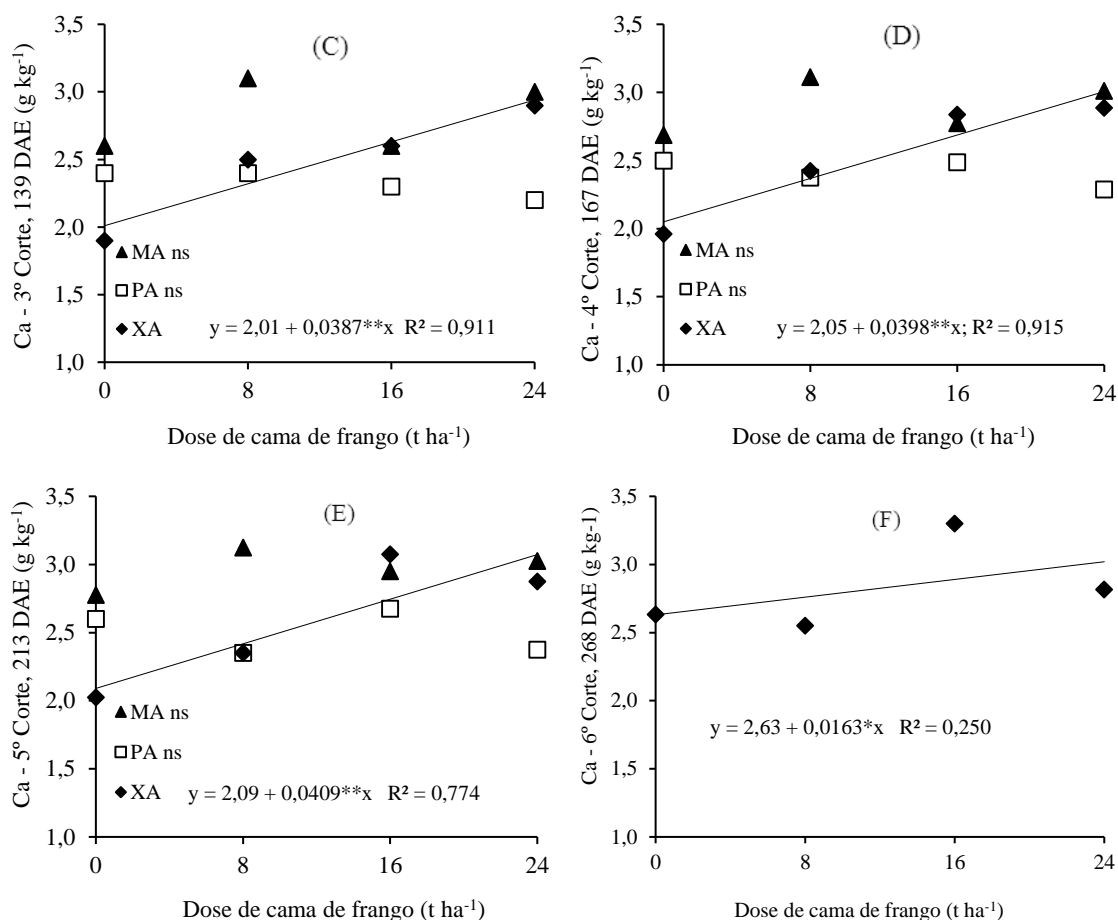 (C)
Ca - 3º Corte, 139 DAE (g kg-1)
3,5
3,0
2,5
2,0
1,5
1,0
MA ns
PA ns
XA y = 2,01 + 0,0387**x R² = 0,911
0 8 16 24
Dose de cama de frango (t ha-1)
(D)
Ca - 4º Corte, 167 DAE (g kg-1)
3,5
3,0
2,5
2,0
1,5
1,0
MA ns
PA ns
XA y = 2,05 + 0,0398**x; R² = 0,915
0 8 16 24
Dose de cama de frango (t ha-1)
(E)
Ca - 5º Corte, 213 DAE (g kg-1)
3,5
3,0
2,5
2,0
1,5
1,0
MA ns
PA ns
XA y = 2,09 + 0,0409**x R² = 0,774
0 8 16 24
Dose de cama de frango (t ha-1)
(F)
Ca - 6º Corte, 268 DAE (g kg-1)
3,5
3,0
2,5
2,0
1,5
1,0
y = 2,63 + 0,0163*x R² = 0,250
0 8 16 24
Dose de cama de frango (t ha-1)